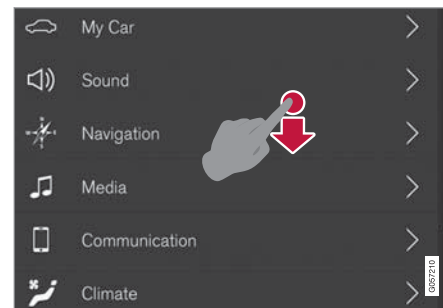 My Car
Sound
Navigation
Media
Communication
Climate
G057210